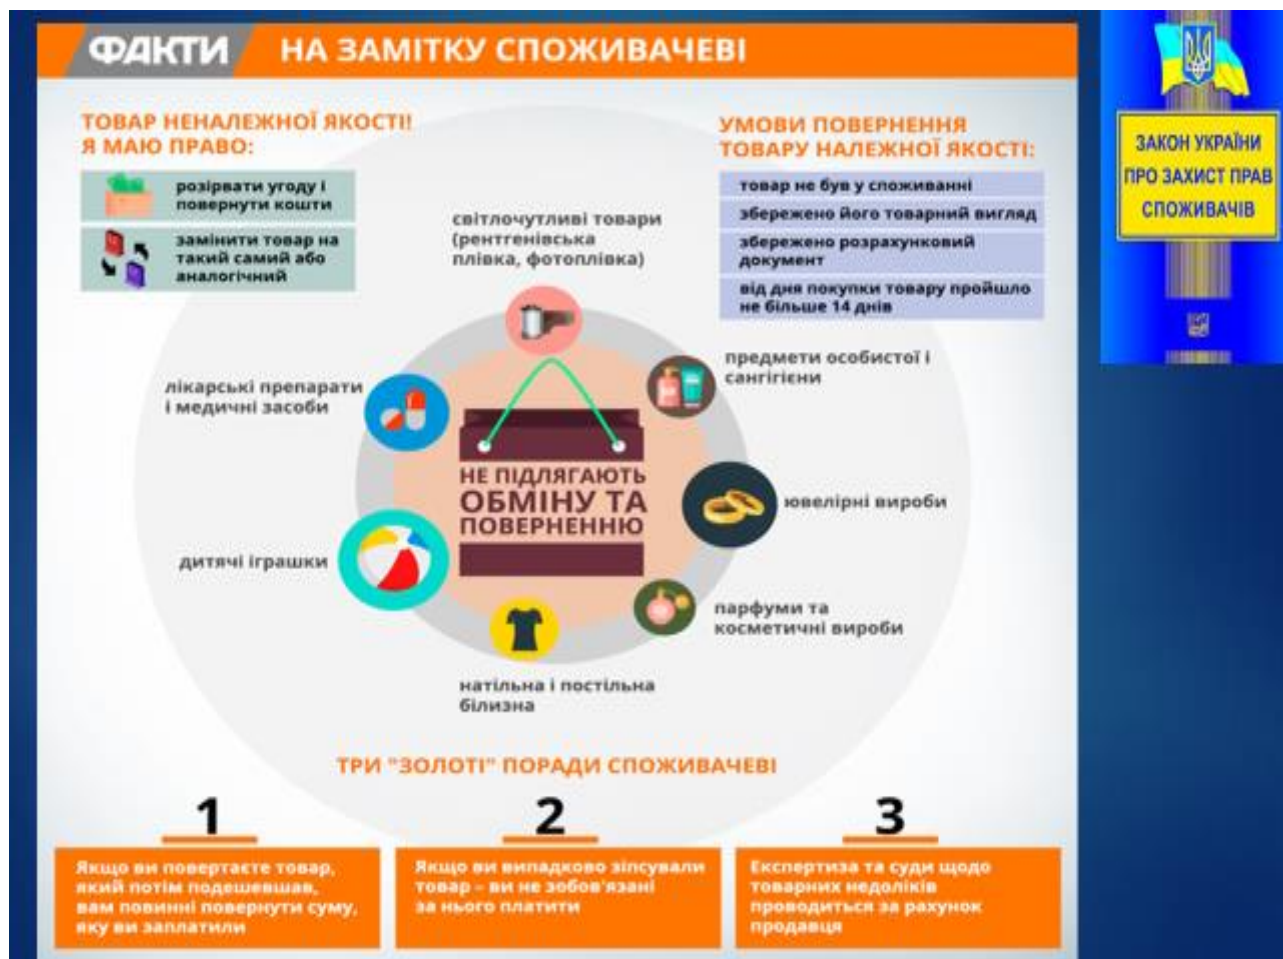 ФАКТИ НА ЗАМІТКУ СПОЖИВАЧЕВІ
ТОВАР НЕНАЛЕЖНОЇ ЯКОСТІ!
Я МАЮ ПРАВО:
розірвати угоду і
повернути кошти
замінити товар на
такий самий або
аналогічний
УМОВИ ПОВЕРНЕННЯ
ТОВАРУ НАЛЕЖНОЇ ЯКОСТІ:
товар не був у споживанні
збережено його товарний вигляд
збережено розрахунковий
документ
від дня покупки товару пройшло
не більше 14 днів
ЗАКОН УКРАЇНИ
ПРО ЗАХИСТ ПРАВ
СПОЖИВАЧІВ
світлочутливі товари
(рентгенівська
плівка, фотоплівка)
предмети особистої і
сангігієни
лікарські препарати
і медичні засоби
НЕ ПІДЛЯГАЮТЬ
ОБМІНУ ТА
ПОВЕРНЕННЮ
ювелірні вироби
дитячі іграшки
парфуми та
косметичні вироби
натільна і постільна
білизна
ТРИ "ЗОЛОТІ" ПОРАДИ СПОЖИВАЧЕВІ
1
Якщо ви повертаєте товар,
який потім подешевшав,
вам повинні повернути суму,
яку ви заплатили
2
Якщо ви випадково зіпсували
товар – ви не зобов'язані
за нього платити
3
Експертиза та суди щодо
товарних недоліків
проводиться за рахунок
продавця